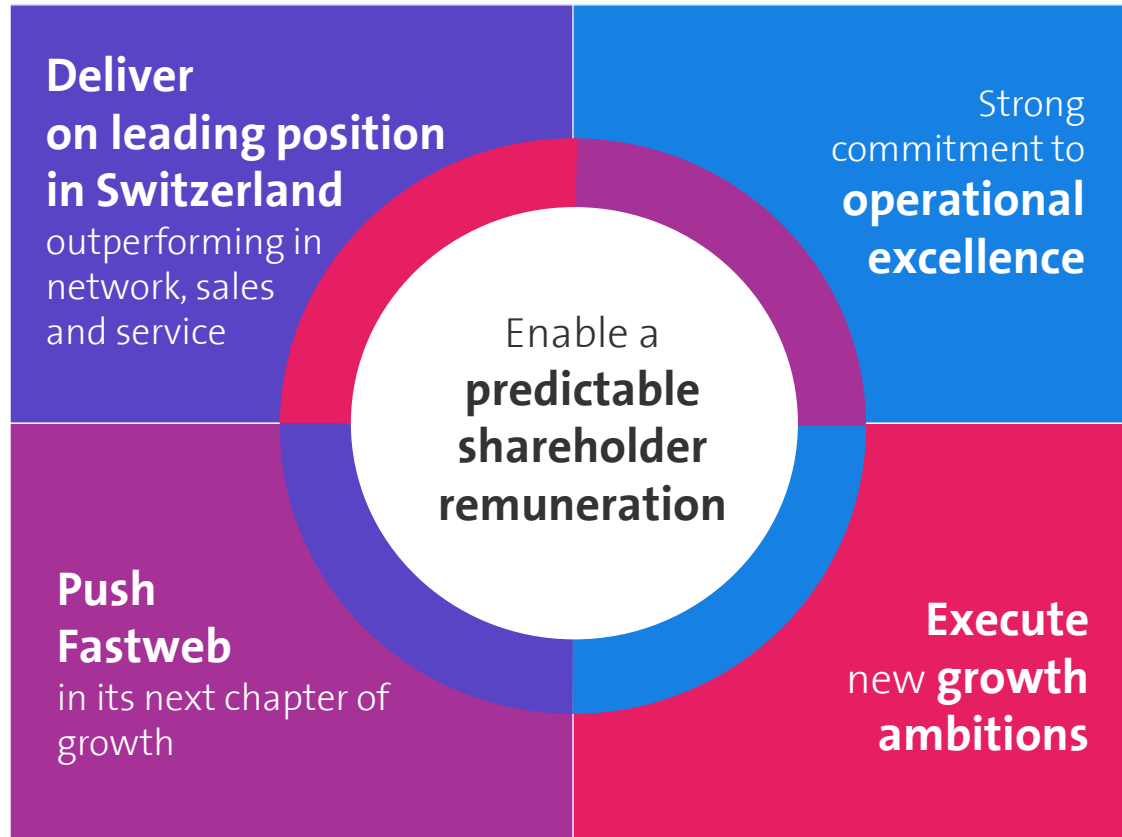 Deliver
on leading position
in Switzerland
outperforming in
network, sales
and service
Strong
commitment to
operational
excellence
Enable a
predictable
shareholder
remuneration
Push
Fastweb
in its next chapter of
growth
Execute
new growth
ambitions